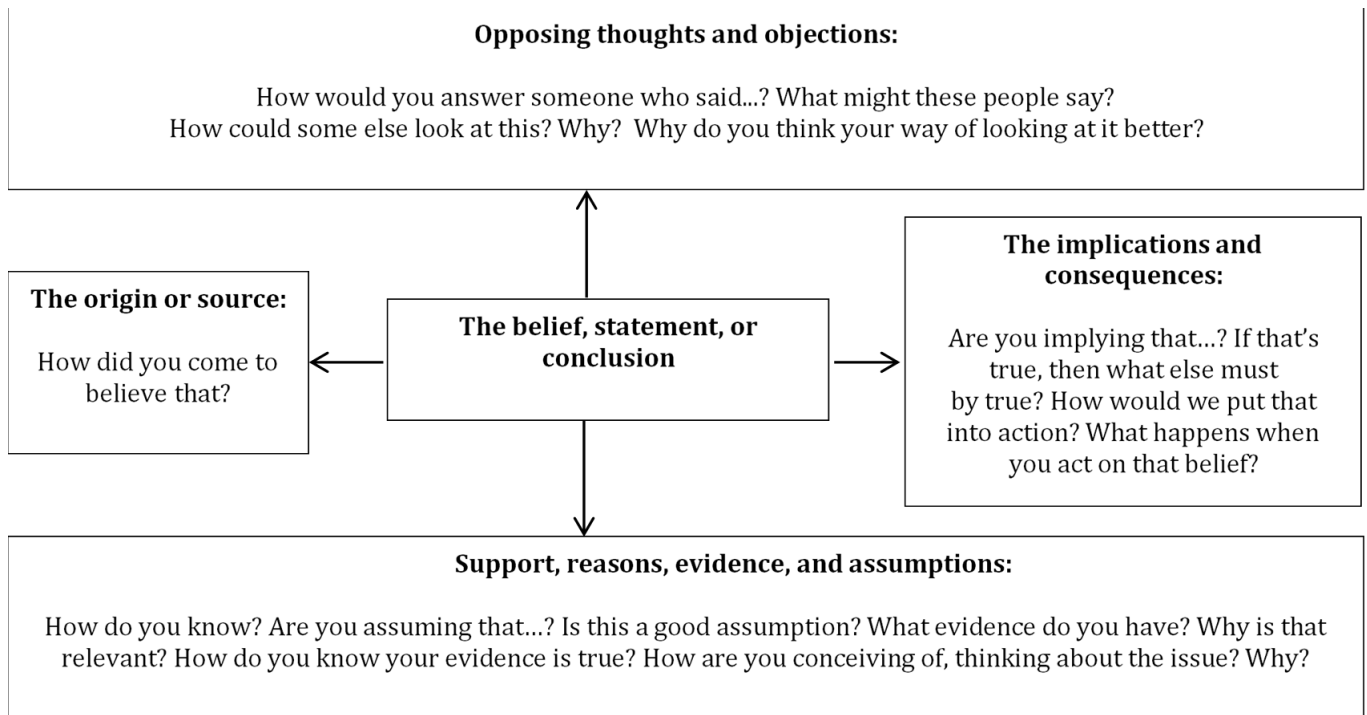 Opposing thoughts and objections:
How would you answer someone who said...? What might these people say?
How could some else look at this? Why?  Why do you think your way of looking at it better?
The origin or source:
How did you come to
believe that?
The belief, statement, or
conclusion
The implications and
consequences:
Are you implying that...? If that's
true, then what else must
by true? How would we put that
into action? What happens when
you act on that belief?
Support, reasons, evidence, and assumptions:
How do you know? Are you assuming that...? Is this a good assumption? What evidence do you have? Why is that
relevant? How do you know your evidence is true? How are you conceiving of, thinking about the issue? Why?